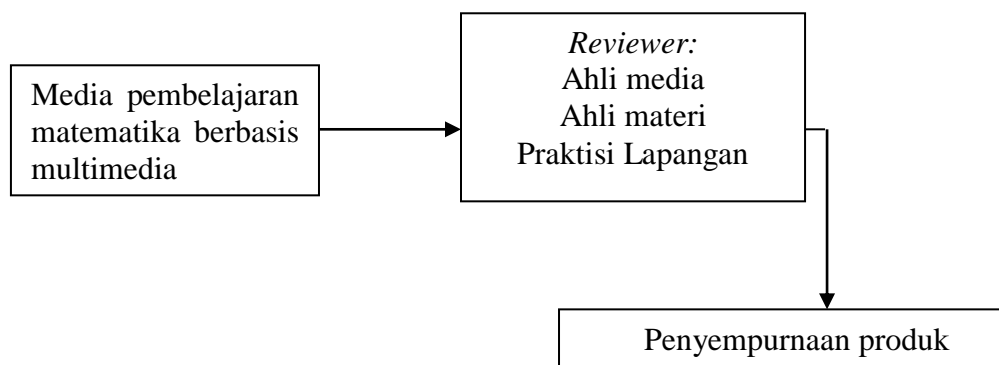 Media pembelajaran
matematika berbasis
multimedia
Reviewer:
Ahli media
Ahli materi
Praktisi Lapangan
Penyempurnaan produk